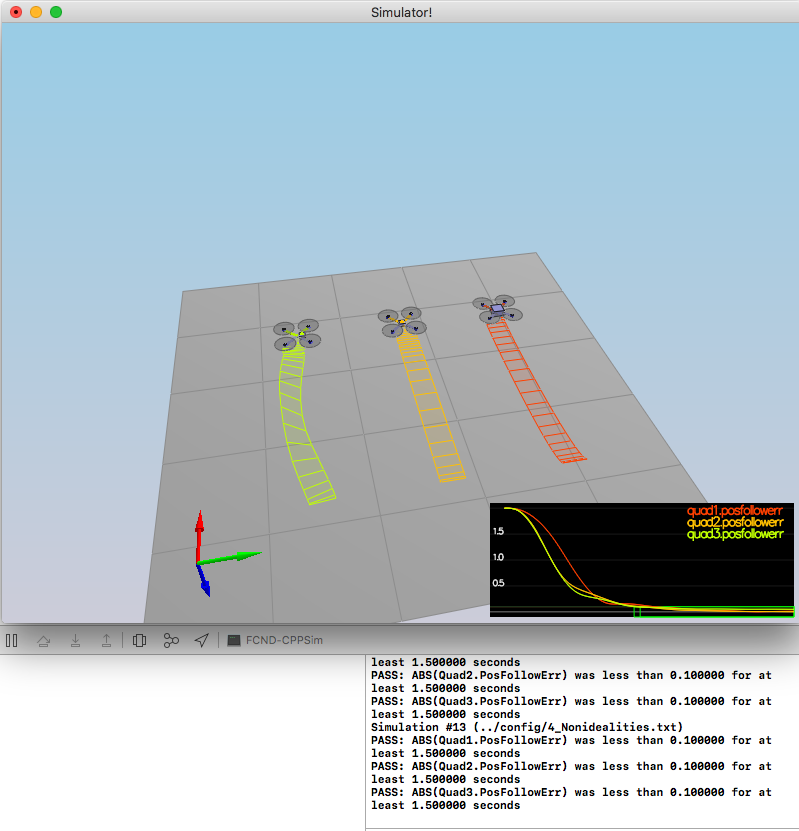 Simulator!
quad1.posfollowerr
quad2.posfollowerr
quad3.posfollowerr
1.5
1.0
0.5
FCND-CPPSim
least 1.500000 seconds
PASS: ABS(Quad2.PosFollowErr) was less than 0.100000 for at
least 1.500000 seconds
PASS: ABS(Quad3.PosFollowErr) was less than 0.100000 for at
least 1.500000 seconds
Simulation #13 (../config/4_Nonidealities.txt)
PASS: ABS(Quad1.PosFollowErr) was less than 0.100000 for at
least 1.500000 seconds
PASS: ABS(Quad2.PosFollowErr) was less than 0.100000 for at
least 1.500000 seconds
PASS: ABS(Quad3.PosFollowErr) was less than 0.100000 for at
least 1.500000 seconds